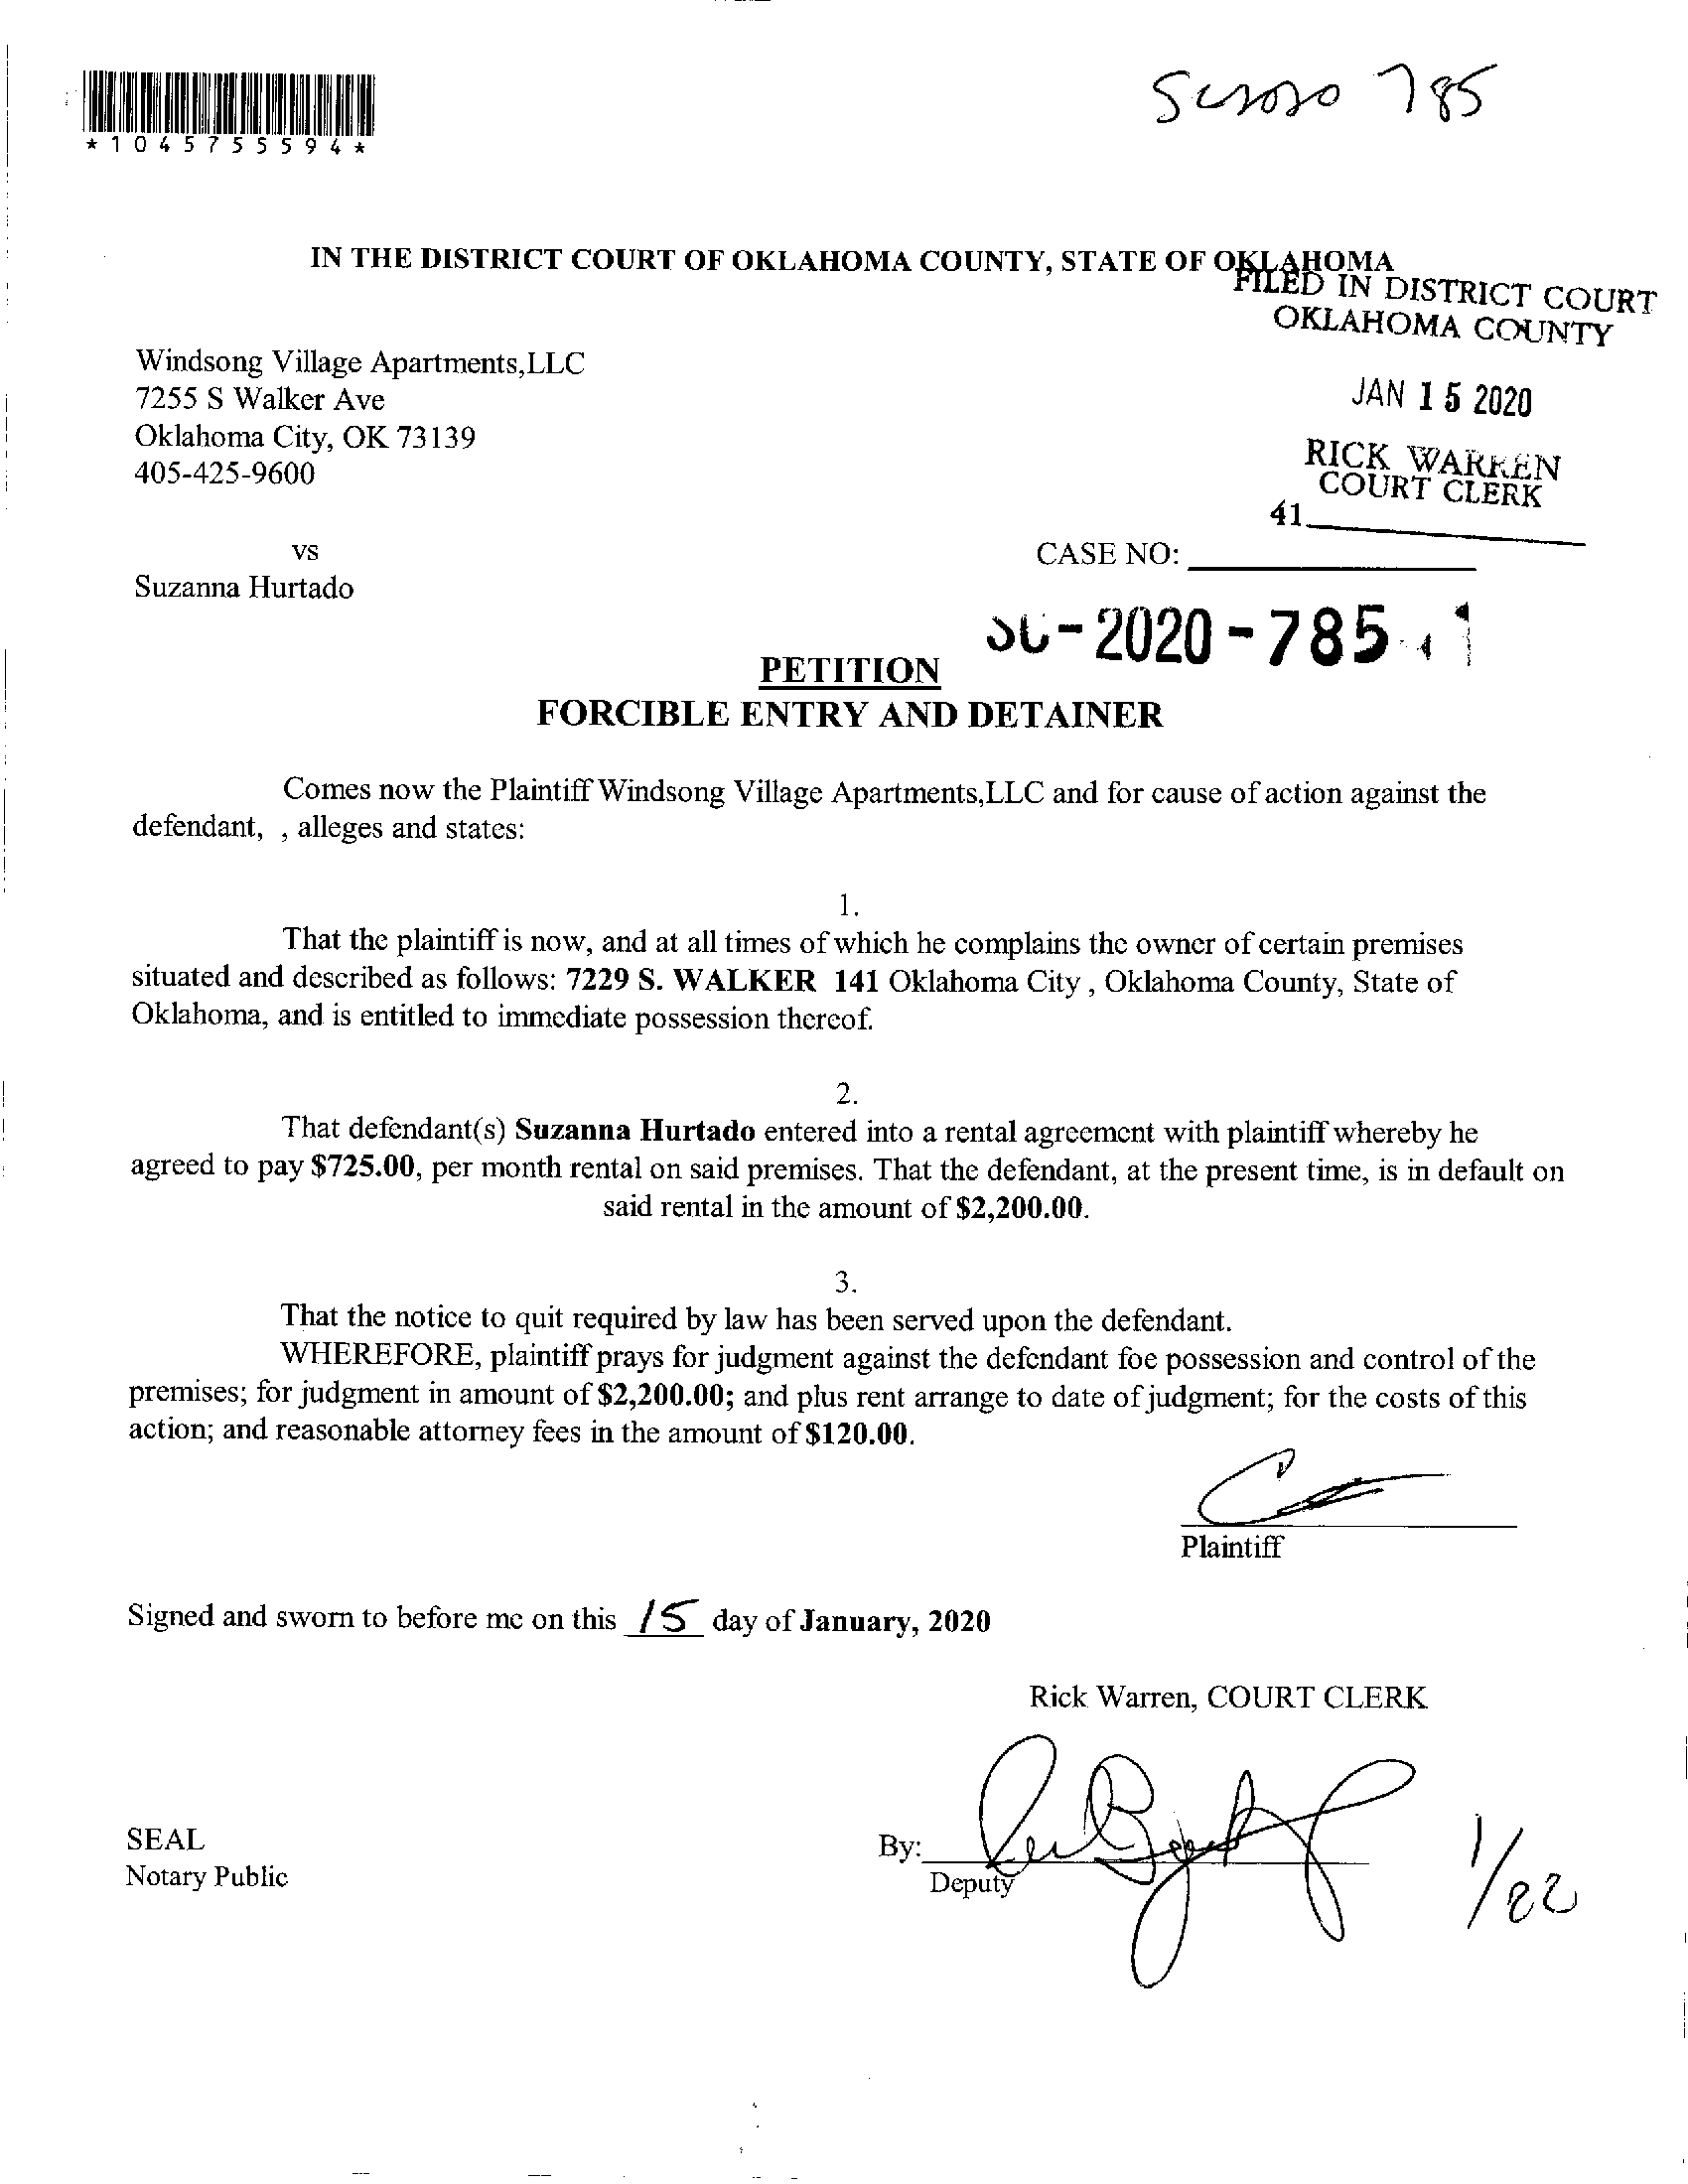 *1045755594*
785
IN THE DISTRICT COURT OF OKLAHOMA COUNTY, STATE OF OKLAHOMA
FILED IN DISTRICT COURT
OKLAHOMA COUNTY
Windsong Village Apartments,LLC
7255 S Walker Ave
JAN 15 2020
Oklahoma City, OK 73139
RICK WARREN
405-425-9600
COURT CLERK
41
vs
CASE NO:
Suzanna Hurtado
SC-2020-785
PETITION
FORCIBLE ENTRY AND DETAINER
Comes now the Plaintiff Windsong Village Apartments,LLC and for cause of action against the
defendant, , alleges and states:
1.
That the plaintiff is now, and at all times of which he complains the owner of certain premises
situated and described as follows: 7229 S. WALKER 141 Oklahoma City , Oklahoma County, State of
Oklahoma, and is entitled to immediate possession thereof.
2.
That defendant(s) Suzanna Hurtado entered into a rental agreement with plaintiff whereby he
agreed to pay $725.00, per month rental on said premises. That the defendant, at the present time, is in default on
said rental in the amount of $2,200.00.
3.
That the notice to quit required by law has been served upon the defendant.
WHEREFORE, plaintiff prays for judgment against the defendant foe possession and control of the
premises; for judgment in amount of $2,200.00; and plus rent arrange to date of judgment; for the costs of this
action; and reasonable attorney fees in the amount of $120.00.
Plaintiff
Signed and sworn to before me on this 15 day of January, 2020
Rick Warren, COURT CLERK
SEAL
By:
Notary Public
Deputy
1/22